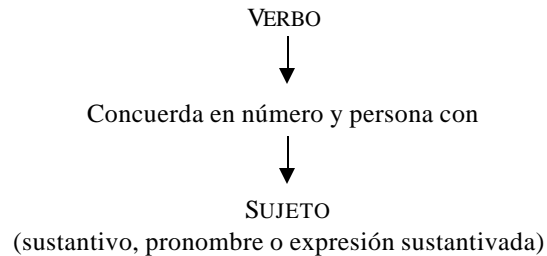 VERBO
Concuerda en número y persona con
SUJETO
(sustantivo, pronombre o expresión sustantivada)